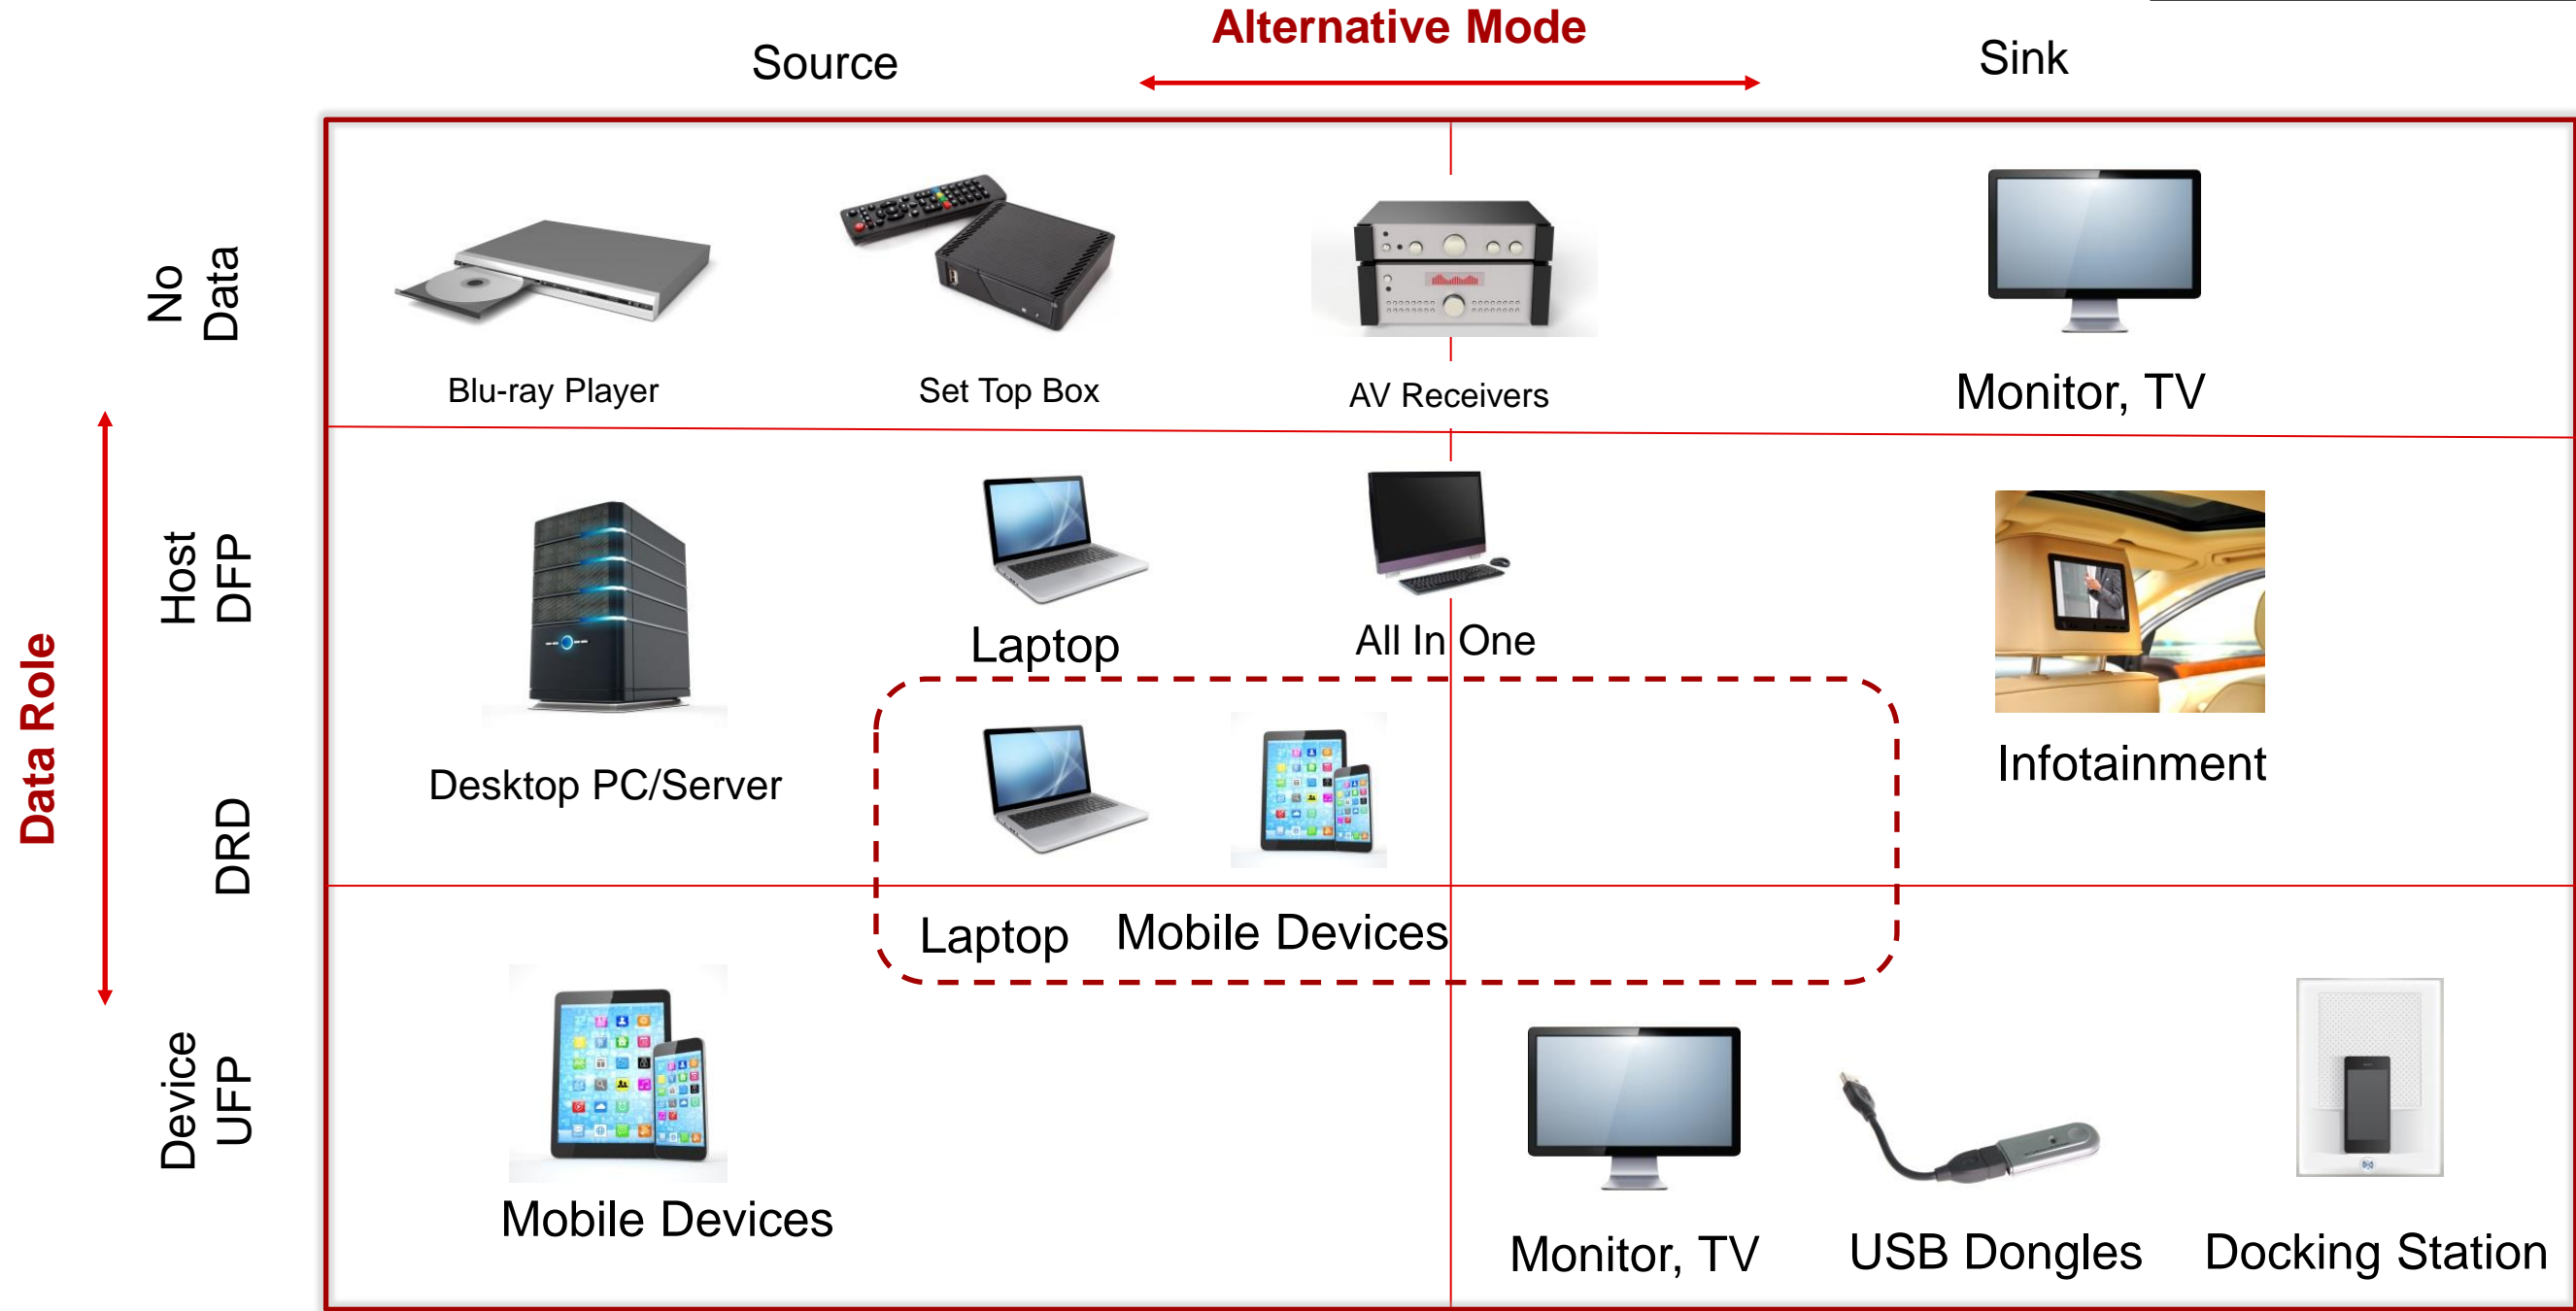 Alternative Mode
Source
Sink
No
Data
Blu-ray Player
Set Top Box
AV Receivers
Monitor, TV
Data Role
Host
DFP
Laptop
All In One
Desktop PC/Server
Infotainment
DRD
Laptop
Mobile Devices
Device
UFP
Mobile Devices
Monitor, TV
USB Dongles
Docking Station